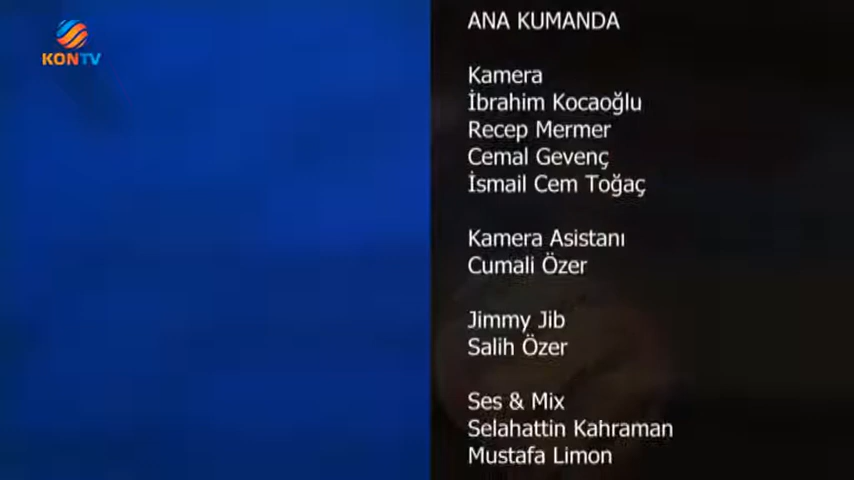 KONTV
ANA KUMANDA
Kamera
İbrahim Kocaoğlu
Recep Mermer
Cemal Gevenç
İsmail Cem Toğaç
Kamera Asistanı
Cumali Özer
Jimmy Jib
Salih Özer
Ses & Mix
Selahattin Kahraman
Mustafa Limon